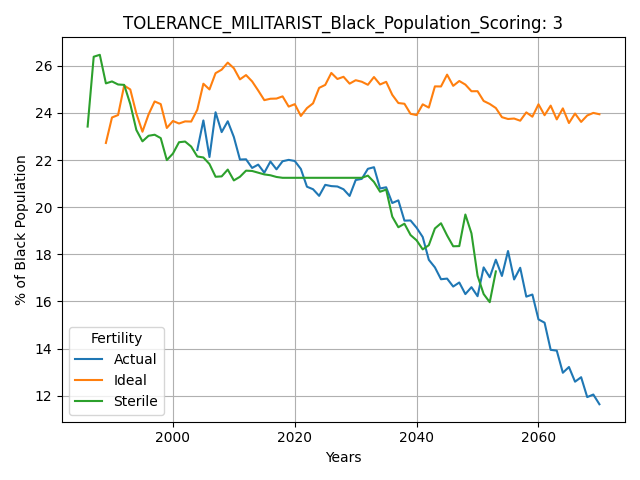 TOLERANCE_MILITARIST_Black_Population_Scoring: 3
% of Black Population
26
24
22
20
18
16
14
12
Fertility
Actual
Ideal
Sterile
2000 2020 2040 2060
Years